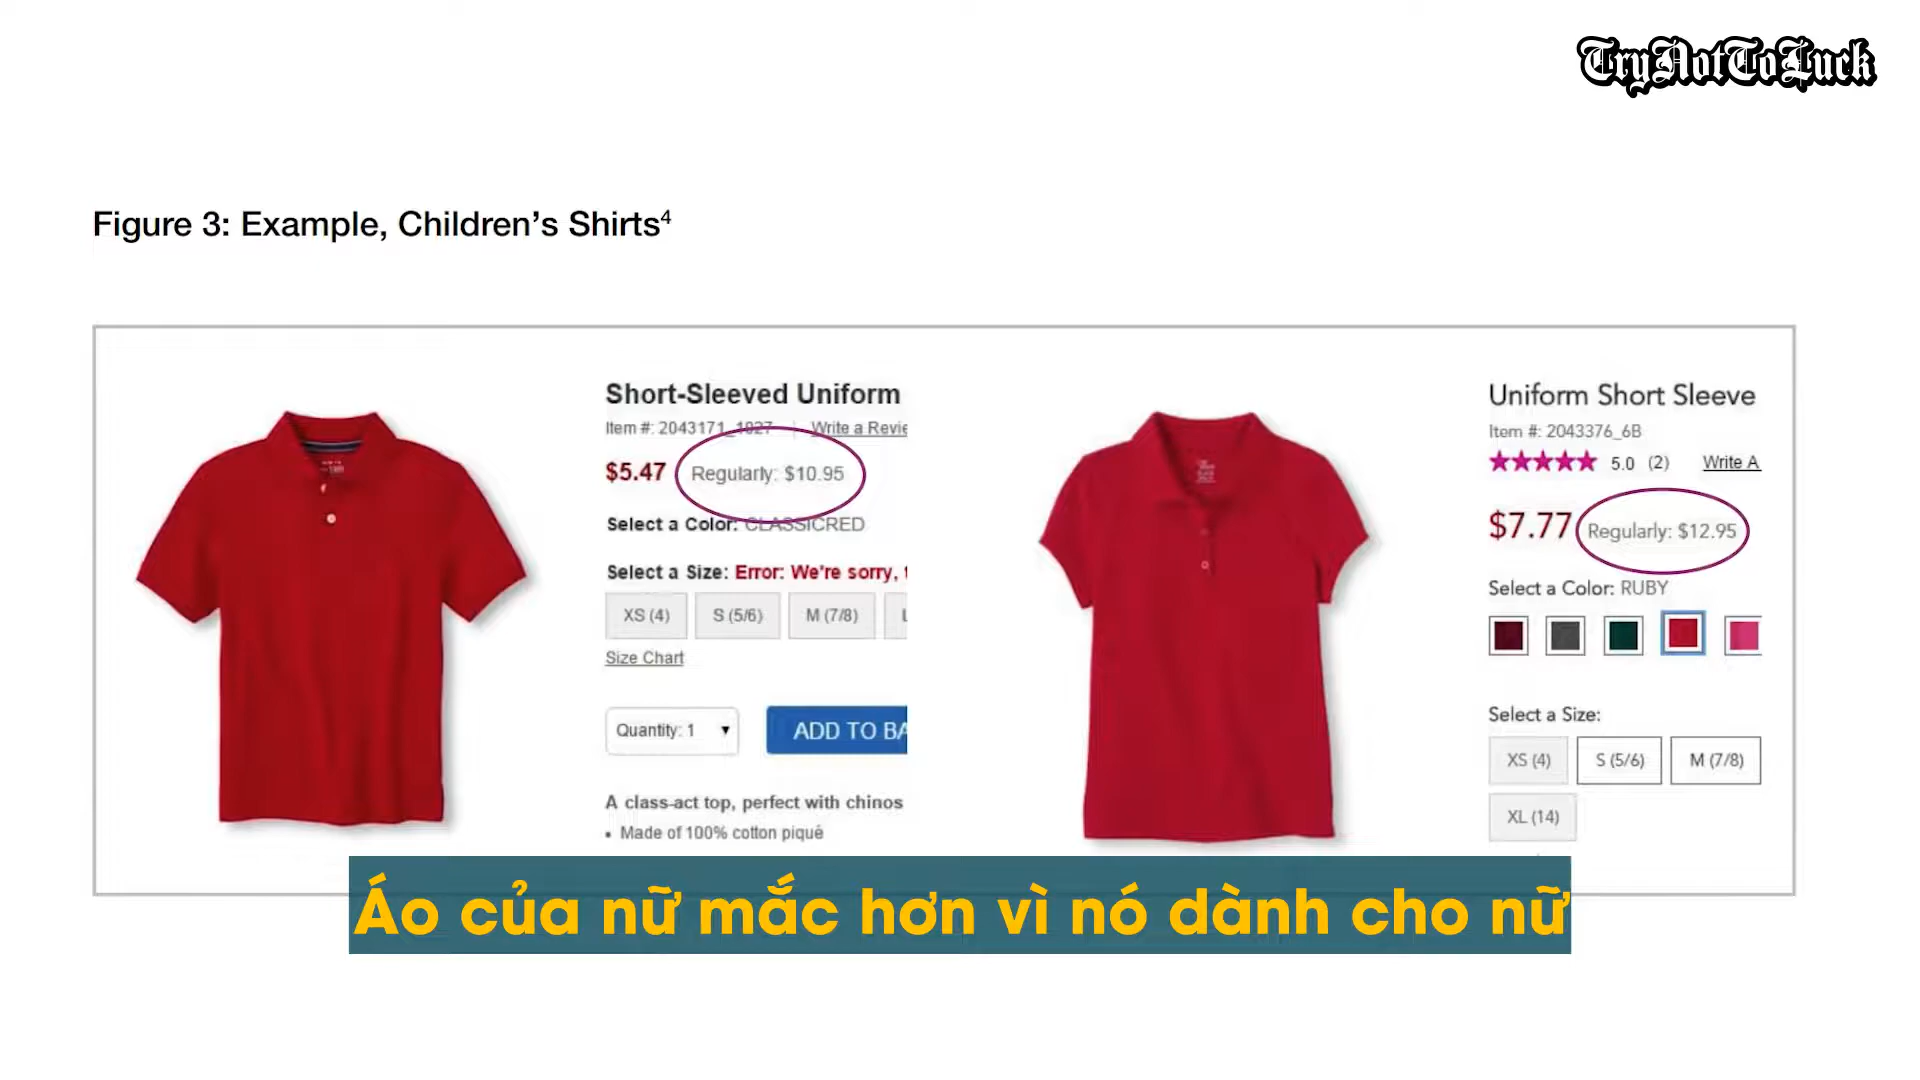 TryNotToLuck
Figure 3: Example, Children's Shirts⁴
Short-Sleeved Uniform
Item #: 2043171_1827 | Write a Revie
$5.47 Regularly: $10.95
Select a Color: CLASSICRED
Select a Size: Error: We're sorry, t
XS (4) S (5/6) M (7/8) L
Size Chart
Quantity: 1 ADD TO BA
A class-act top, perfect with chinos
• Made of 100% cotton piqué
Uniform Short Sleeve
Item #: 2043376_6B
5.0 (2) Write A
$7.77 Regularly: $12.95
Select a Color: RUBY
Select a Size:
XS (4) S (5/6) M (7/8)
XL (14)
Áo của nữ mắc hơn vì nó dành cho nữ